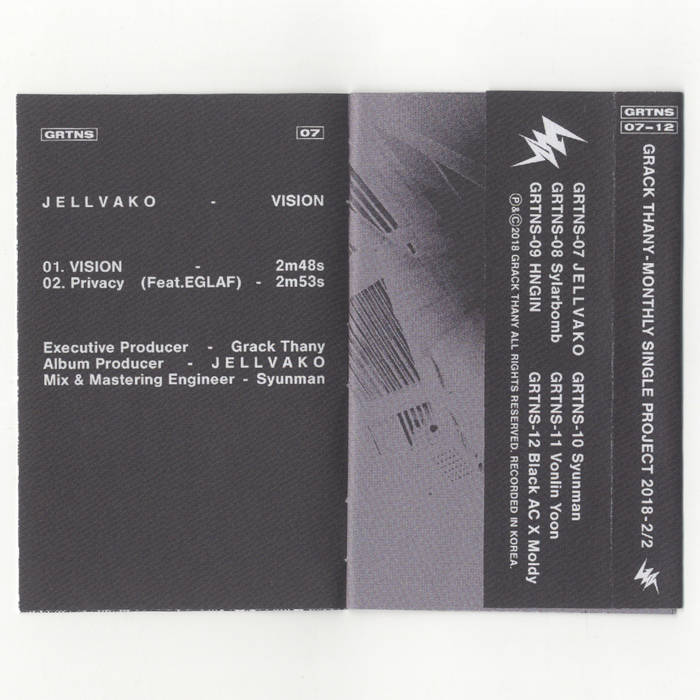 GRTNS 07
JELLVAKO - VISION
01. VISION - 2m48s
02. Privacy (Feat.EGLAF) - 2m53s
Executive Producer - Grack Thany
Album Producer - JELLVAKO
Mix & Mastering Engineer - Syunman
GRTNS-07 JELLVAKO GRTNS-10 Syunman
GRTNS-08 Sylarbomb GRTNS-11 Vonlin Yoon
GRTNS-09 HNGIN GRTNS-12 Black AC X Moldy
℗&©2018 GRACK THANY ALL RIGHTS RESERVED. RECORDED IN KOREA.
GRTNS
07-12
GRACK THANY-MONTHLY SINGLE PROJECT 2018-2/2